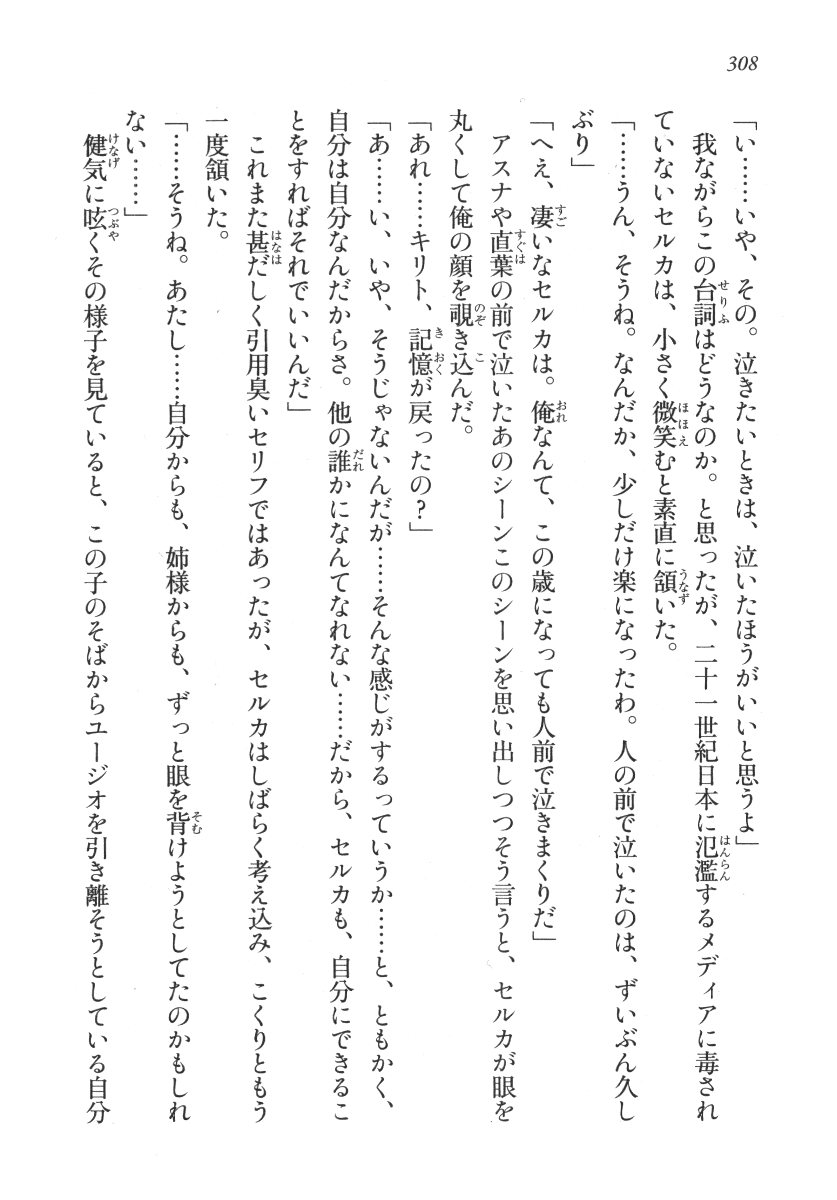 308
「い……いや、その。泣きたいときは、泣いたほうがいいと思うよ」
我ながらこの台詞はどうなのか。と思ったが、二十一世紀日本に氾濫するメディアに毒され
ていないセルカは、小さく微笑むと素直に頷いた。
「……うん、そうね。なんだか、少しだけ楽になったわ。人の前で泣いたのは、ずいぶん久し
ぶり」
「へえ、凄いなセルカは。俺なんて、この歳になっても人前で泣きまくりだ」
アスナや直葉の前で泣いたあのシーンこのシーンを思い出しつつそう言うと、セルカが眼を
丸くして俺の顔を覗き込んだ。
「あれ……キリト、記憶が戻ったの？」
「あ……い、いや、そうじゃないんだが……そんな感じがするっていうか……と、ともかく、
自分は自分なんだからさ。他の誰かになんてなれない……だから、セルカも、自分にできるこ
とをすればそれでいいんだ」
これまた甚だしく引用臭いセリフではあったが、セルカはしばらく考え込み、こくりともう
一度頷いた。
「……そうね。あたし……自分からも、姉様からも、ずっと眼を背けようとしてたのかもしれ
ない……」
健気に呟くその様子を見ていると、この子のそばからユージオを引き離そうとしている自分